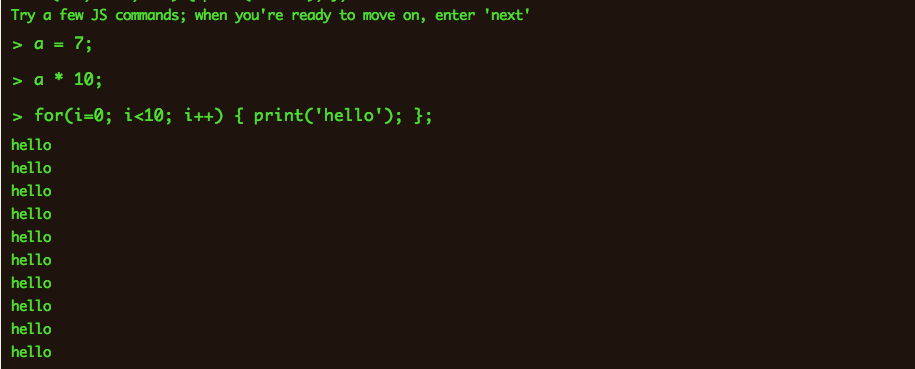 Try a few JS commands; when you're ready to move on, enter 'next'
> a = 7;
> a * 10;
> for(i=0; i<10; i++) { print('hello'); };
hello
hello
hello
hello
hello
hello
hello
hello
hello
hello